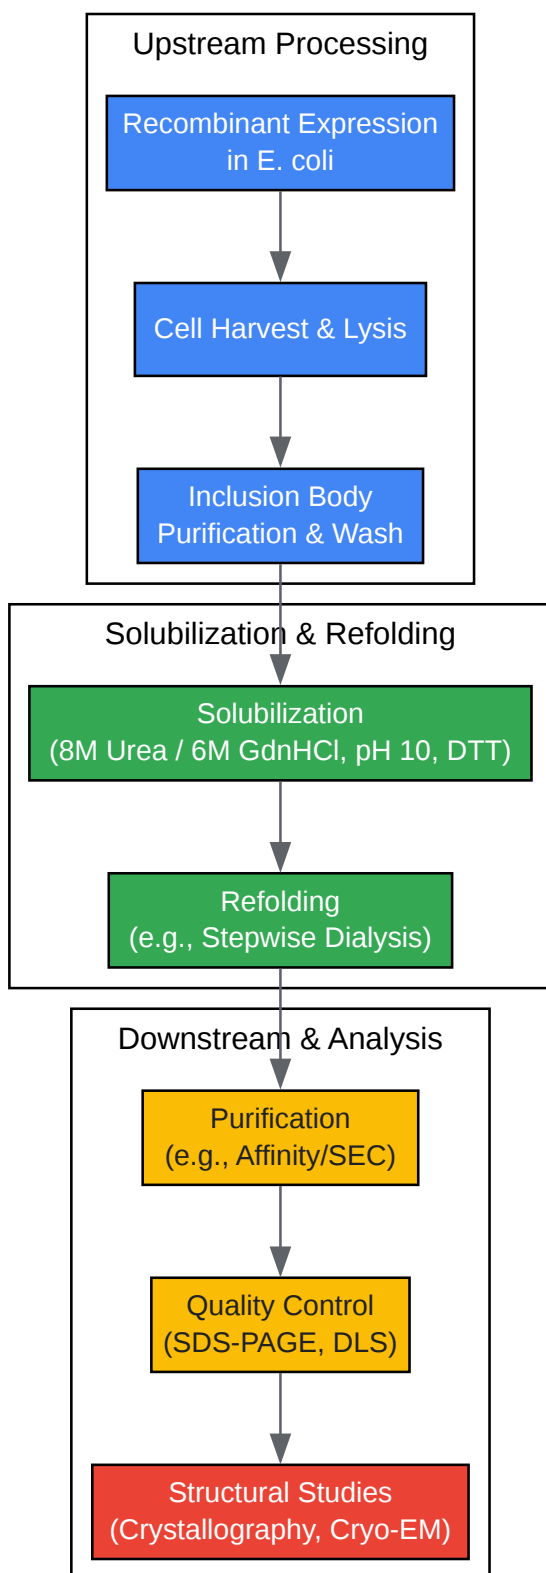 Upstream Processing
Recombinant Expression
in E. coli
Cell Harvest & Lysis
Inclusion Body
Purification & Wash
Solubilization & Refolding
Solubilization
(8M Urea / 6M GdnHCl, pH 10, DTT)
Refolding
(e.g., Stepwise Dialysis)
Downstream & Analysis
Purification
(e.g., Affinity/SEC)
Quality Control
(SDS-PAGE, DLS)
Structural Studies
(Crystallography, Cryo-EM)